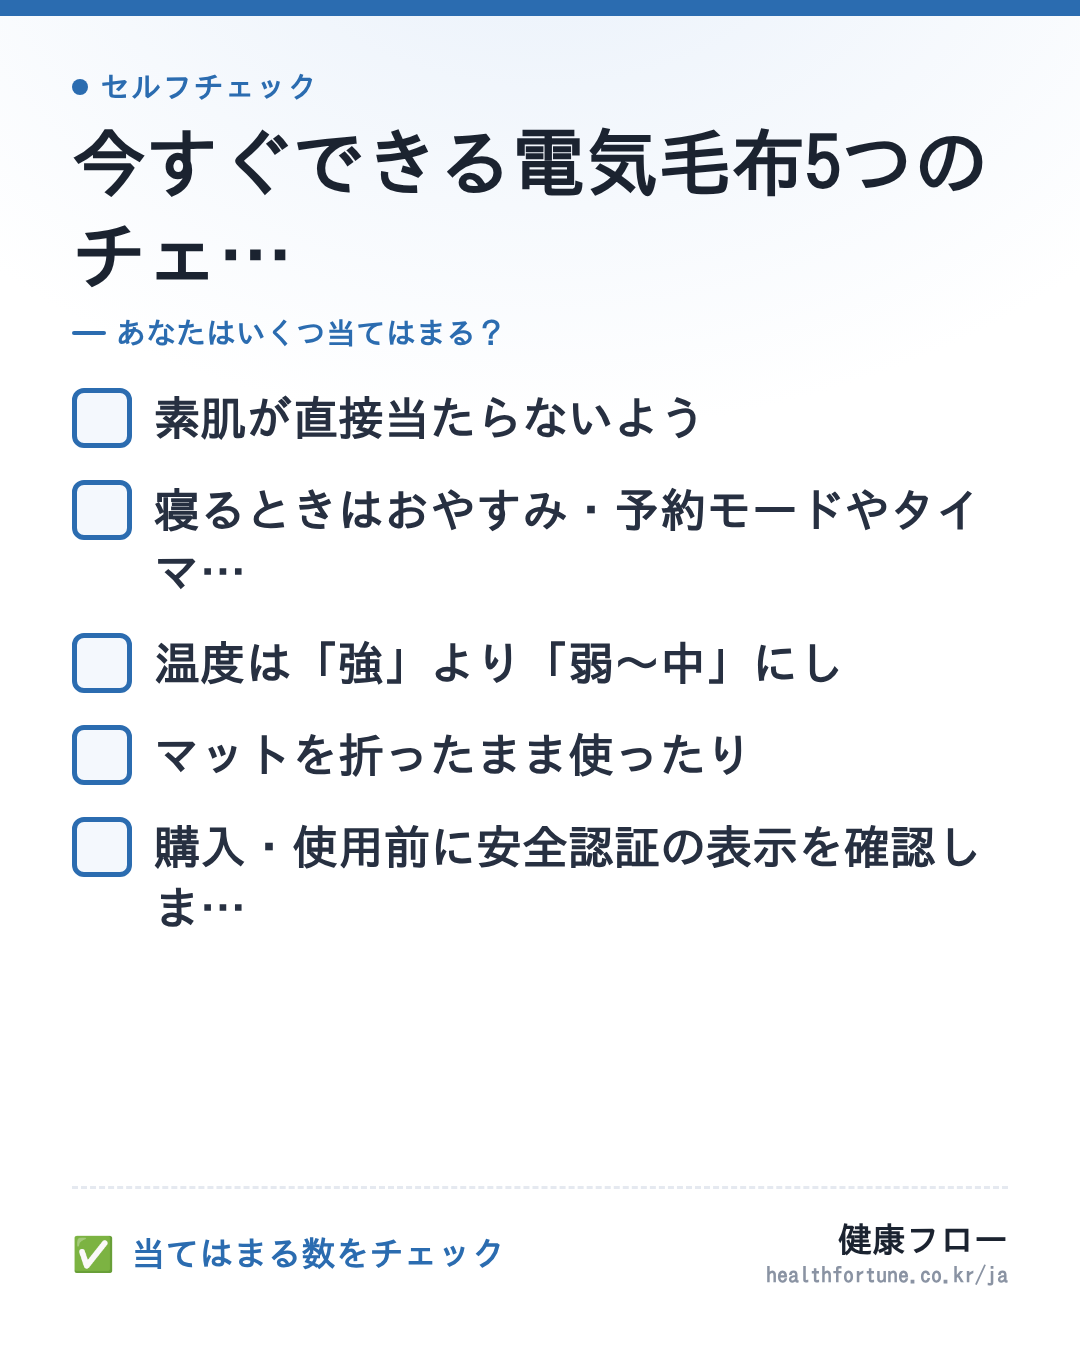 セルフチェック
今すぐできる電気毛布5つの
チェ…
— あなたはいくつ当てはまる？
素肌が直接当たらないよう
寝るときはおやすみ・予約モードやタイ
マ…
温度は「強」より「弱〜中」にし
マットを折ったまま使ったり
購入・使用前に安全認証の表示を確認し
ま…
✅ 当てはまる数をチェック
健康フロー
healthfortune.co.kr/ja